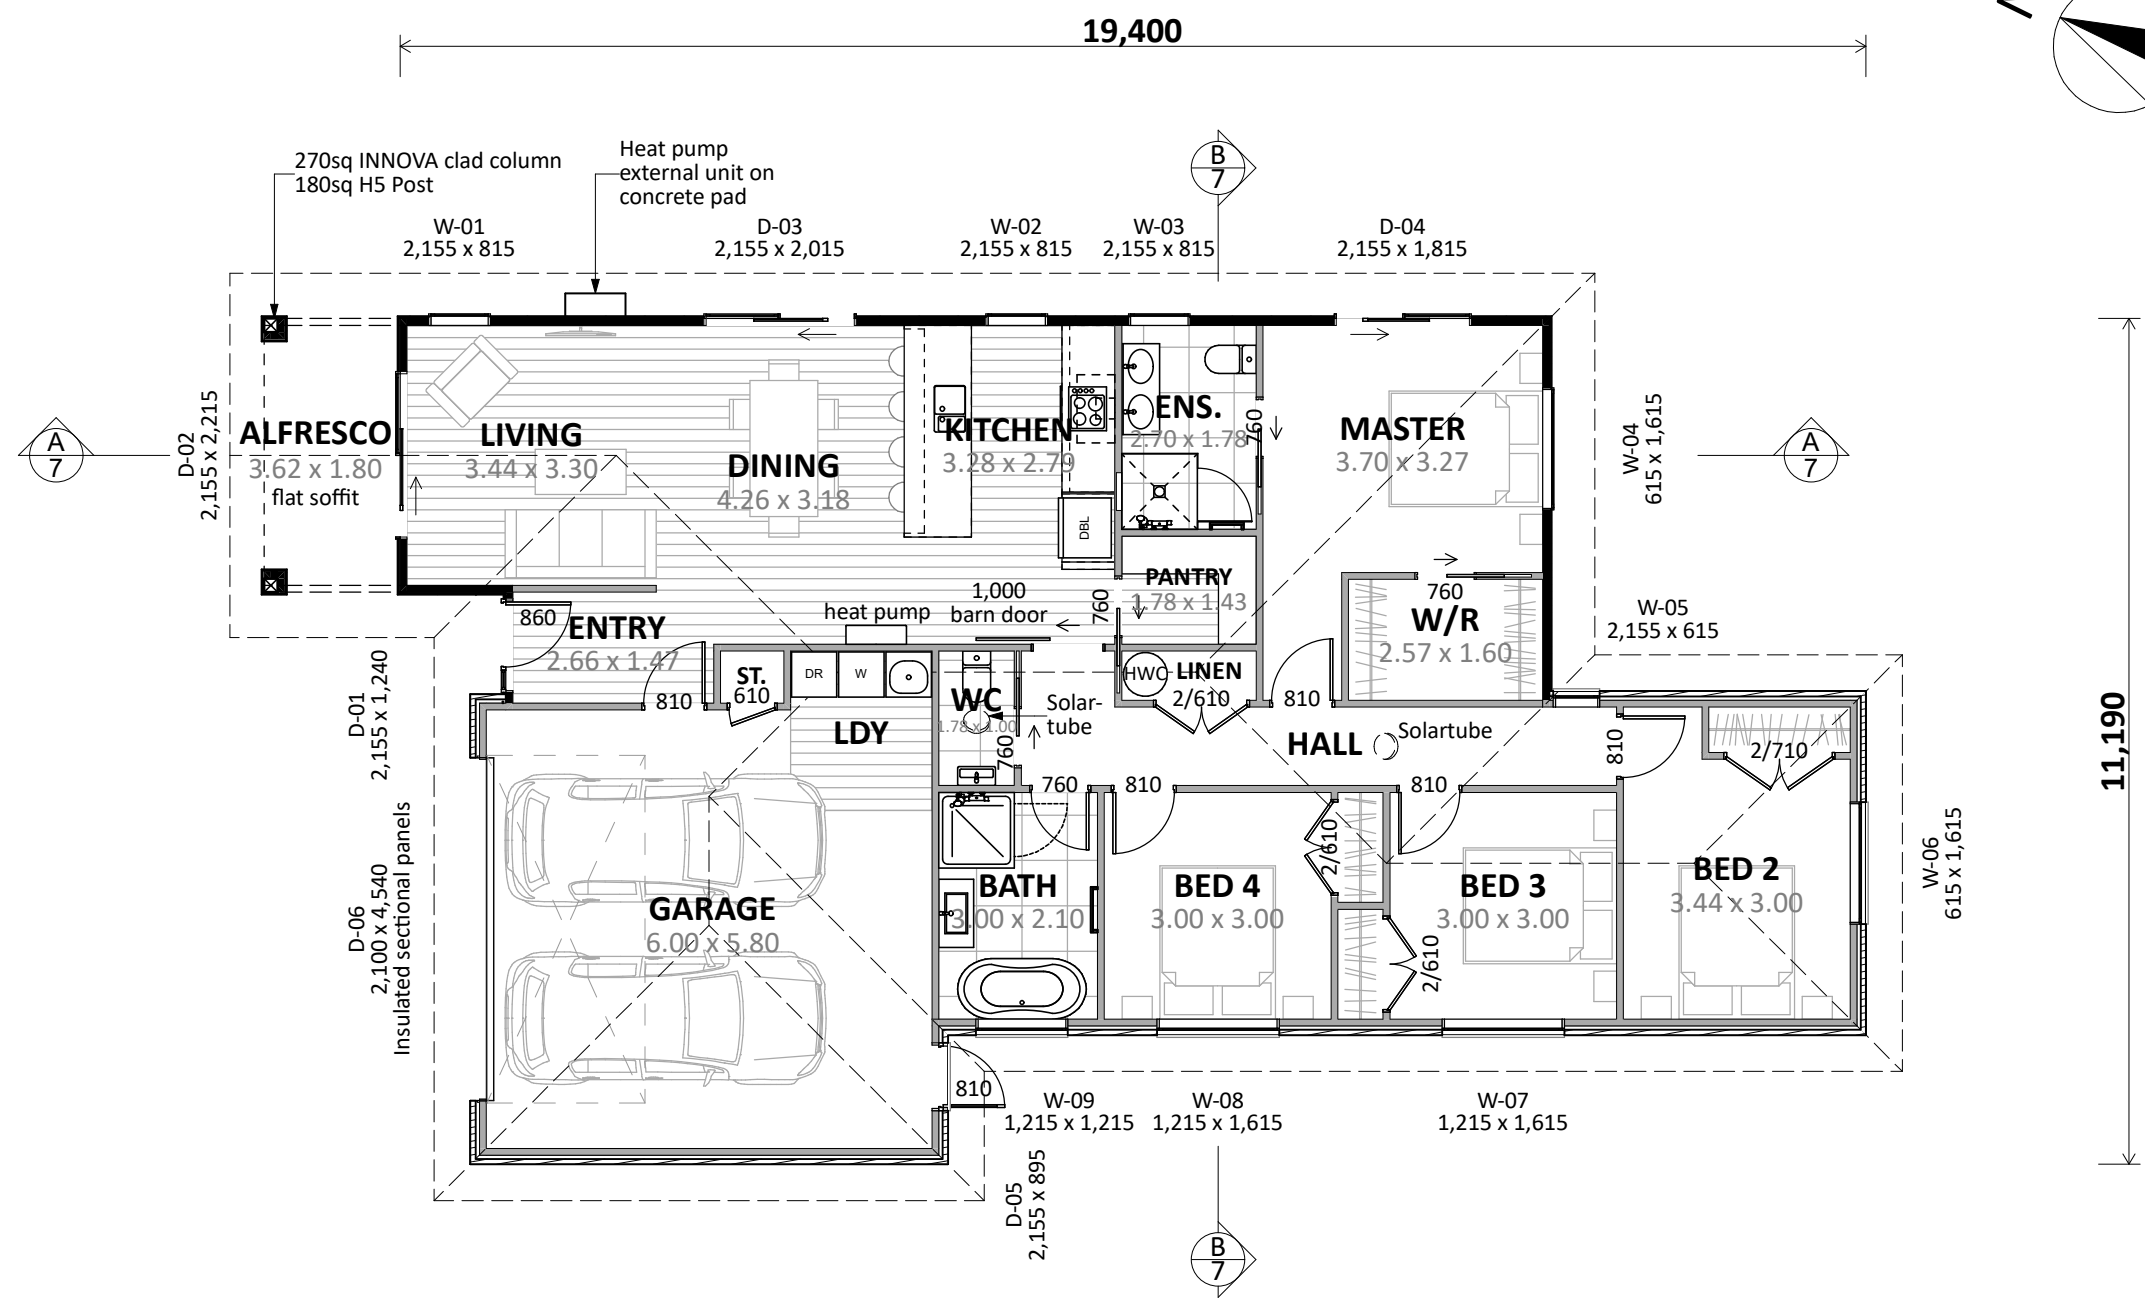 19,400
270sq INNOVA clad column
180sq H5 Post
Heat pump
external unit on
concrete pad
B
7
W-01
2,155 x 815
D-03
2,155 x 2,015
W-02
2,155 x 815
W-03
2,155 x 815
D-04
2,155 x 1,815
A
7
D-02
2,155 x 2,215
ALFRESCO
3.62 x 1.80
flat soffit
LIVING
3.44 x 3.30
DINING
4.26 x 3.18
KITCHEN
3.28 x 2.79
DBL
ENS.
2.70 x 1.78
760
MASTER
3.70 x 3.27
W-04
615 x 1,615
A
7
PANTRY
1.78 x 1.43
760
1,000
barn door
heat pump
860
ENTRY
2.66 x 1.47
810
ST.
610
DR
W
LDY
WC
1.78 x 1.00
760
Solar-
tube
HWC
LINEN
2/610
810
760
W/R
2.57 x 1.60
W-05
2,155 x 615
HALL
Solartube
810
2/710
D-01
2,155 x 1,240
11,190
760
810
810
D-06
2,100 x 4,540
Insulated sectional panels
GARAGE
6.00 x 5.80
BATH
3.00 x 2.10
BED 4
3.00 x 3.00
2/610
2/610
BED 3
3.00 x 3.00
BED 2
3.44 x 3.00
W-06
615 x 1,615
810
W-09
1,215 x 1,215
W-08
1,215 x 1,615
W-07
1,215 x 1,615
D-05
2,155 x 895
B
7